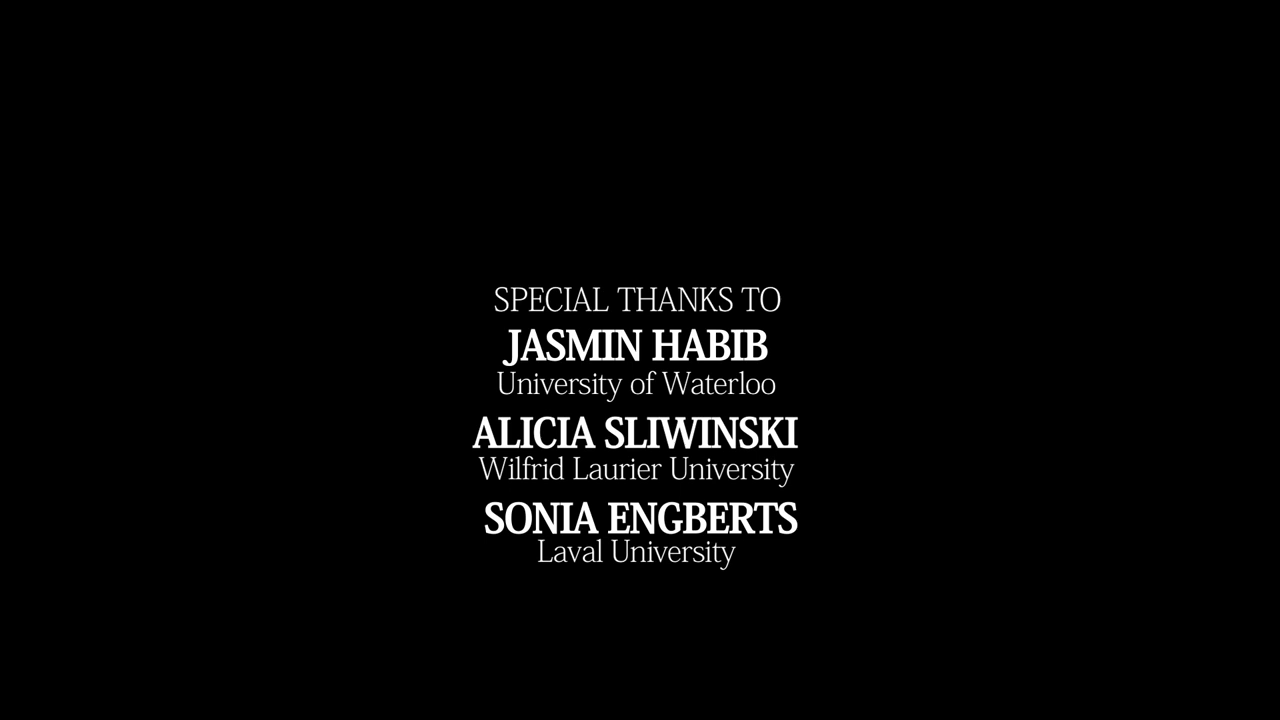 SPECIAL THANKS TO
JASMIN HABIB
University of Waterloo
ALICIA SLIWINSKI
Wilfrid Laurier University
SONIA ENGBERTS
Laval University